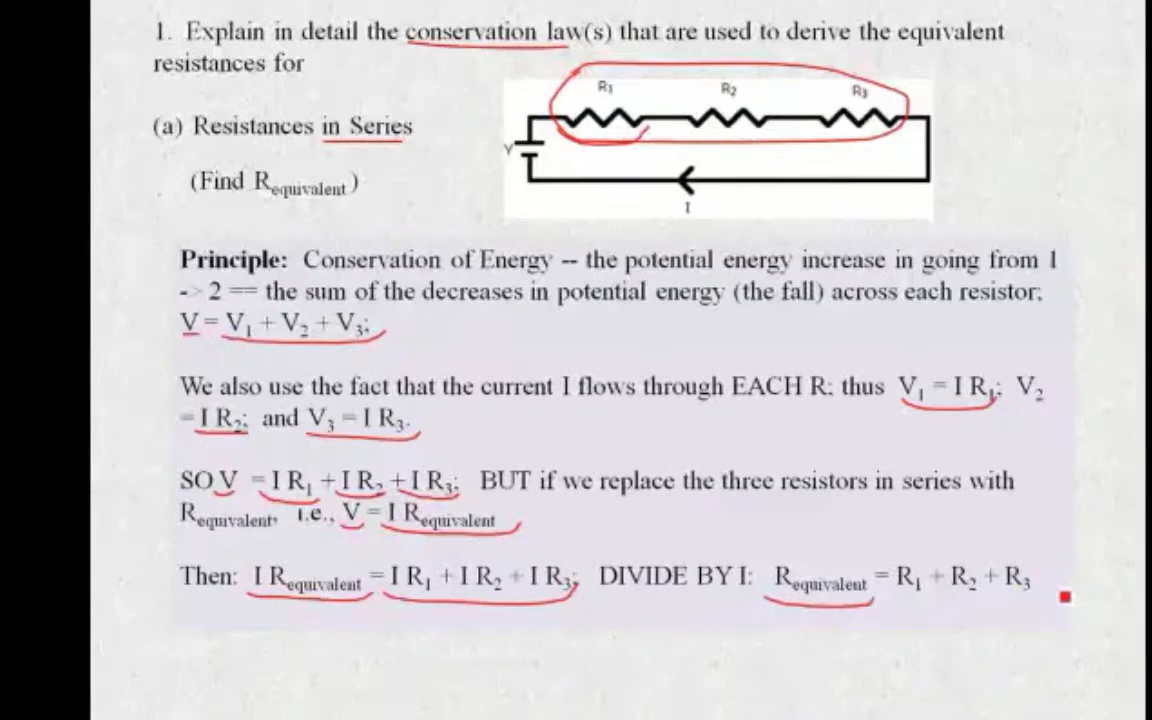 1. Explain in detail the conservation law(s) that are used to derive the equivalent
resistances for
R1 R2 R3
(a) Resistances in Series
V
(Find Requivalent)
I
Principle: Conservation of Energy -- the potential energy increase in going from 1
-> 2 == the sum of the decreases in potential energy (the fall) across each resistor;
V = V1 + V2 + V3;
We also use the fact that the current I flows through EACH R; thus V1 = I R1; V2
= I R2; and V3 = I R3.
SO V = I R1 + I R2 + I R3; BUT if we replace the three resistors in series with
Requivalent, i.e., V = I Requivalent
Then: I Requivalent = I R1 + I R2 + I R3; DIVIDE BY I: Requivalent = R1 + R2 + R3